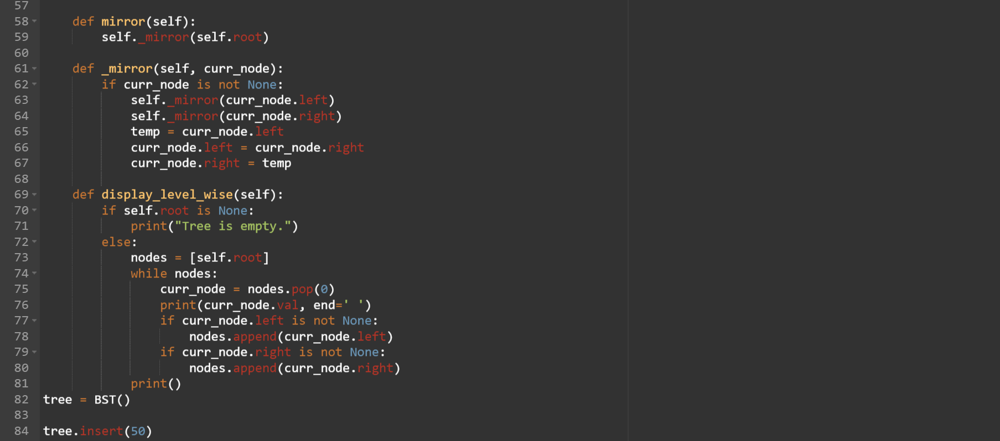 57
58 def mirror(self):
59 self._mirror(self.root)
60
61 def _mirror(self, curr_node):
62 if curr_node is not None:
63 self._mirror(curr_node.left)
64 self._mirror(curr_node.right)
65 temp = curr_node.left
66 curr_node.left = curr_node.right
67 curr_node.right = temp
68
69 def display_level_wise(self):
70 if self.root is None:
71 print("Tree is empty.")
72 else:
73 nodes = [self.root]
74 while nodes:
75 curr_node = nodes.pop(0)
76 print(curr_node.val, end=' ')
77 if curr_node.left is not None:
78 nodes.append(curr_node.left)
79 if curr_node.right is not None:
80 nodes.append(curr_node.right)
81 print()
82 tree = BST()
83
84 tree.insert(50)